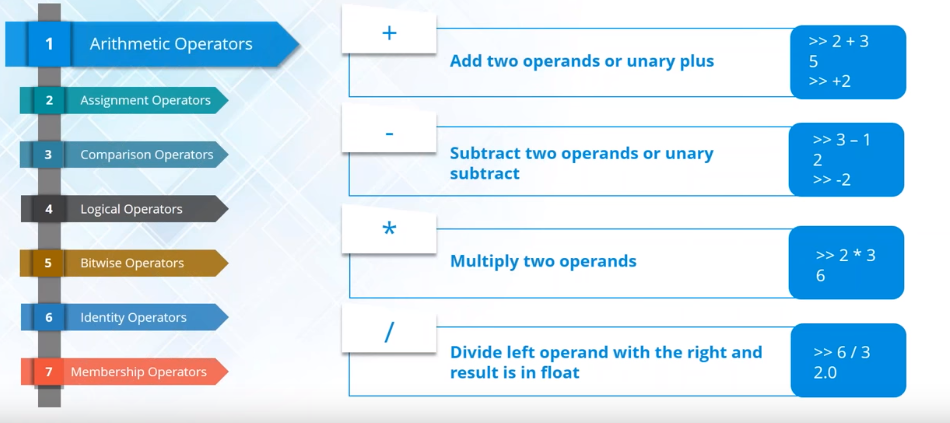 1 Arithmetic Operators
2 Assignment Operators
3 Comparison Operators
4 Logical Operators
5 Bitwise Operators
6 Identity Operators
7 Membership Operators
+
Add two operands or unary plus
>> 2 + 3
5
>> +2
-
Subtract two operands or unary
subtract
>> 3 – 1
2
>> -2
*
Multiply two operands
>> 2 * 3
6
/
Divide left operand with the right and
result is in float
>> 6 / 3
2.0